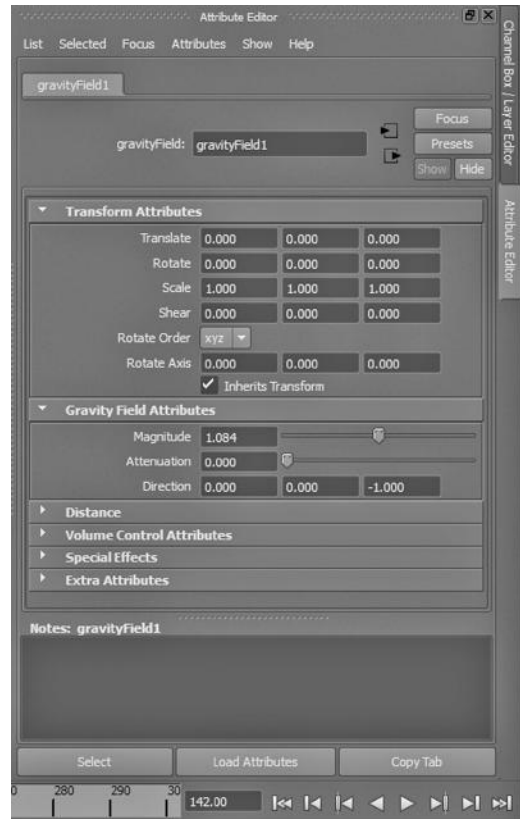 Attribute Editor
List Selected Focus Attributes Show Help
gravityField1
Focus
gravityField: gravityField1
Presets
Show Hide
Transform Attributes
Translate 0.000 0.000 0.000
Rotate 0.000 0.000 0.000
Scale 1.000 1.000 1.000
Shear 0.000 0.000 0.000
Rotate Order xyz
Rotate Axis 0.000 0.000 0.000
Inherits Transform
Gravity Field Attributes
Magnitude 1.084
Attenuation 0.000
Direction 0.000 0.000 -1.000
Distance
Volume Control Attributes
Special Effects
Extra Attributes
Notes: gravityField1
Select Load Attributes Copy Tab
0 280 290 30 142.00
Channel Box / Layer Editor
Attribute Editor